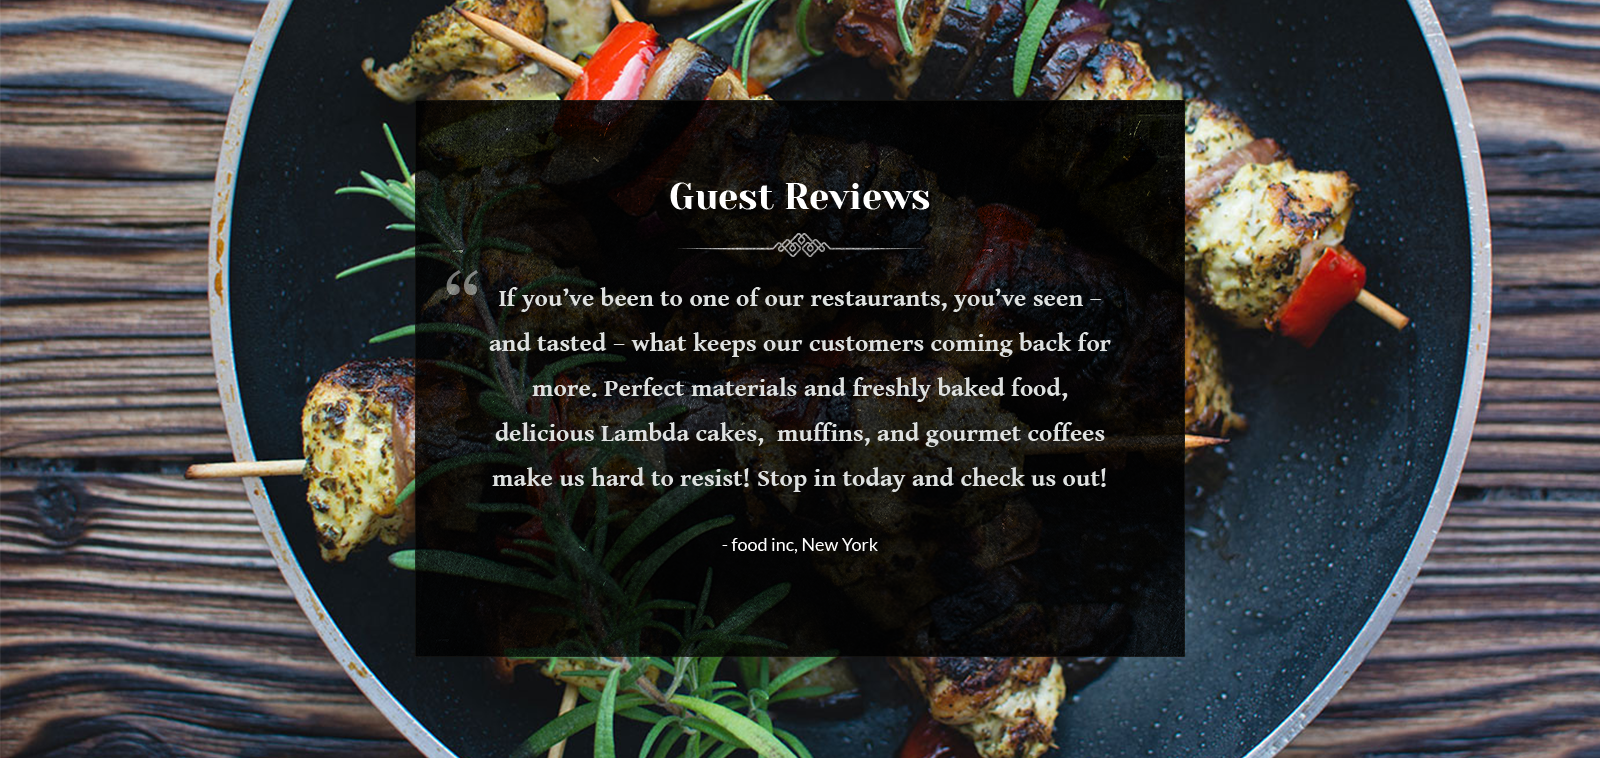 Guest Reviews
“ If you’ve been to one of our restaurants, you’ve seen –
and tasted – what keeps our customers coming back for
more. Perfect materials and freshly baked food,
delicious Lambda cakes,  muffins, and gourmet coffees
make us hard to resist! Stop in today and check us out!
- food inc, New York